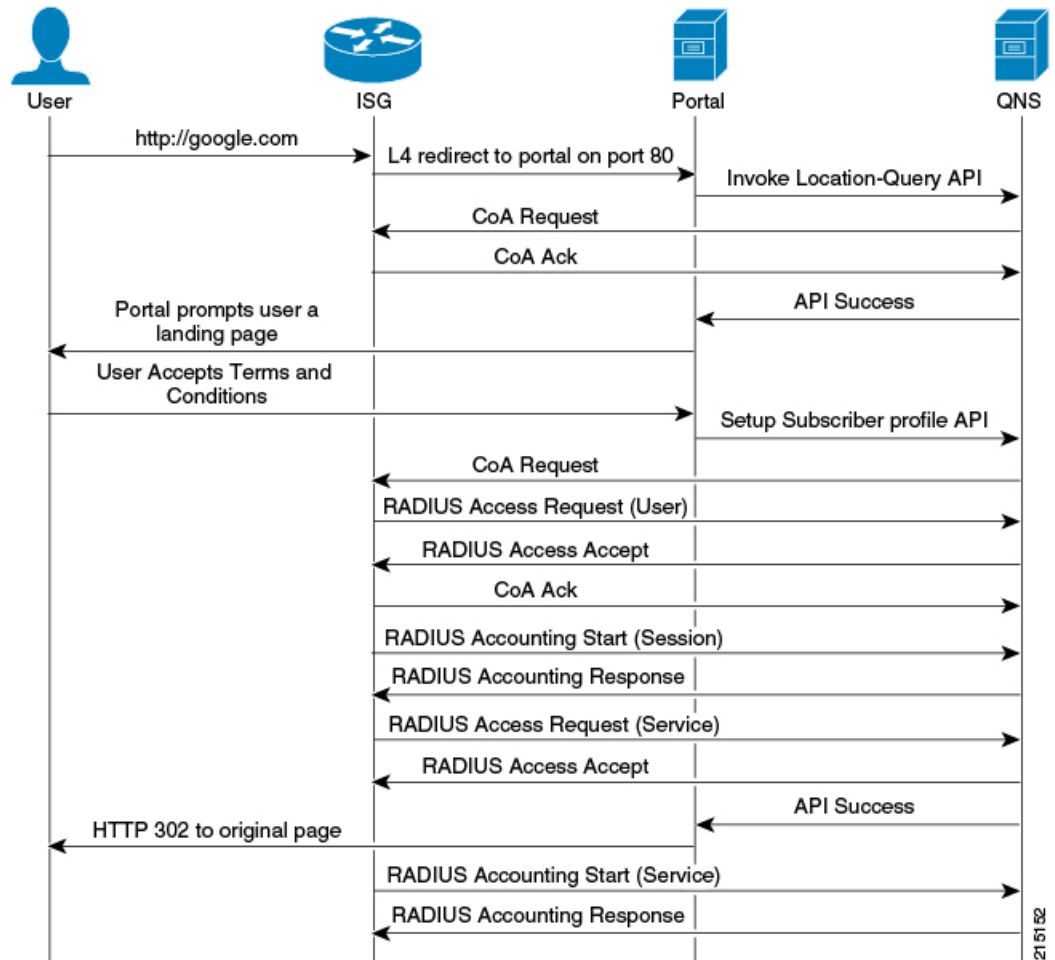 User
ISG
Portal
QNS
http://google.com
L4 redirect to portal on port 80
Invoke Location-Query API
CoA Request
CoA Ack
API Success
Portal prompts user a
landing page
User Accepts Terms and
Conditions
Setup Subscriber profile API
CoA Request
RADIUS Access Request (User)
RADIUS Access Accept
CoA Ack
RADIUS Accounting Start (Session)
RADIUS Accounting Response
RADIUS Access Request (Service)
RADIUS Access Accept
API Success
HTTP 302 to original page
RADIUS Accounting Start (Service)
RADIUS Accounting Response
215152